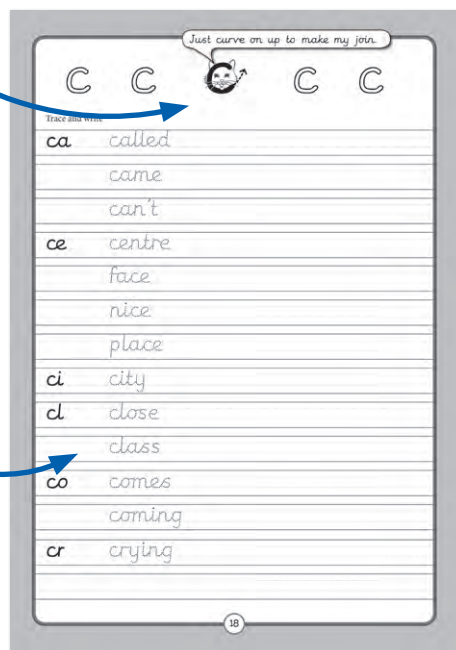 Just curve on up to make my join.
c c c c c
Trace and write
ca called
came
can't
ce centre
face
nice
place
ci city
cl close
class
co comes
coming
cr crying
18